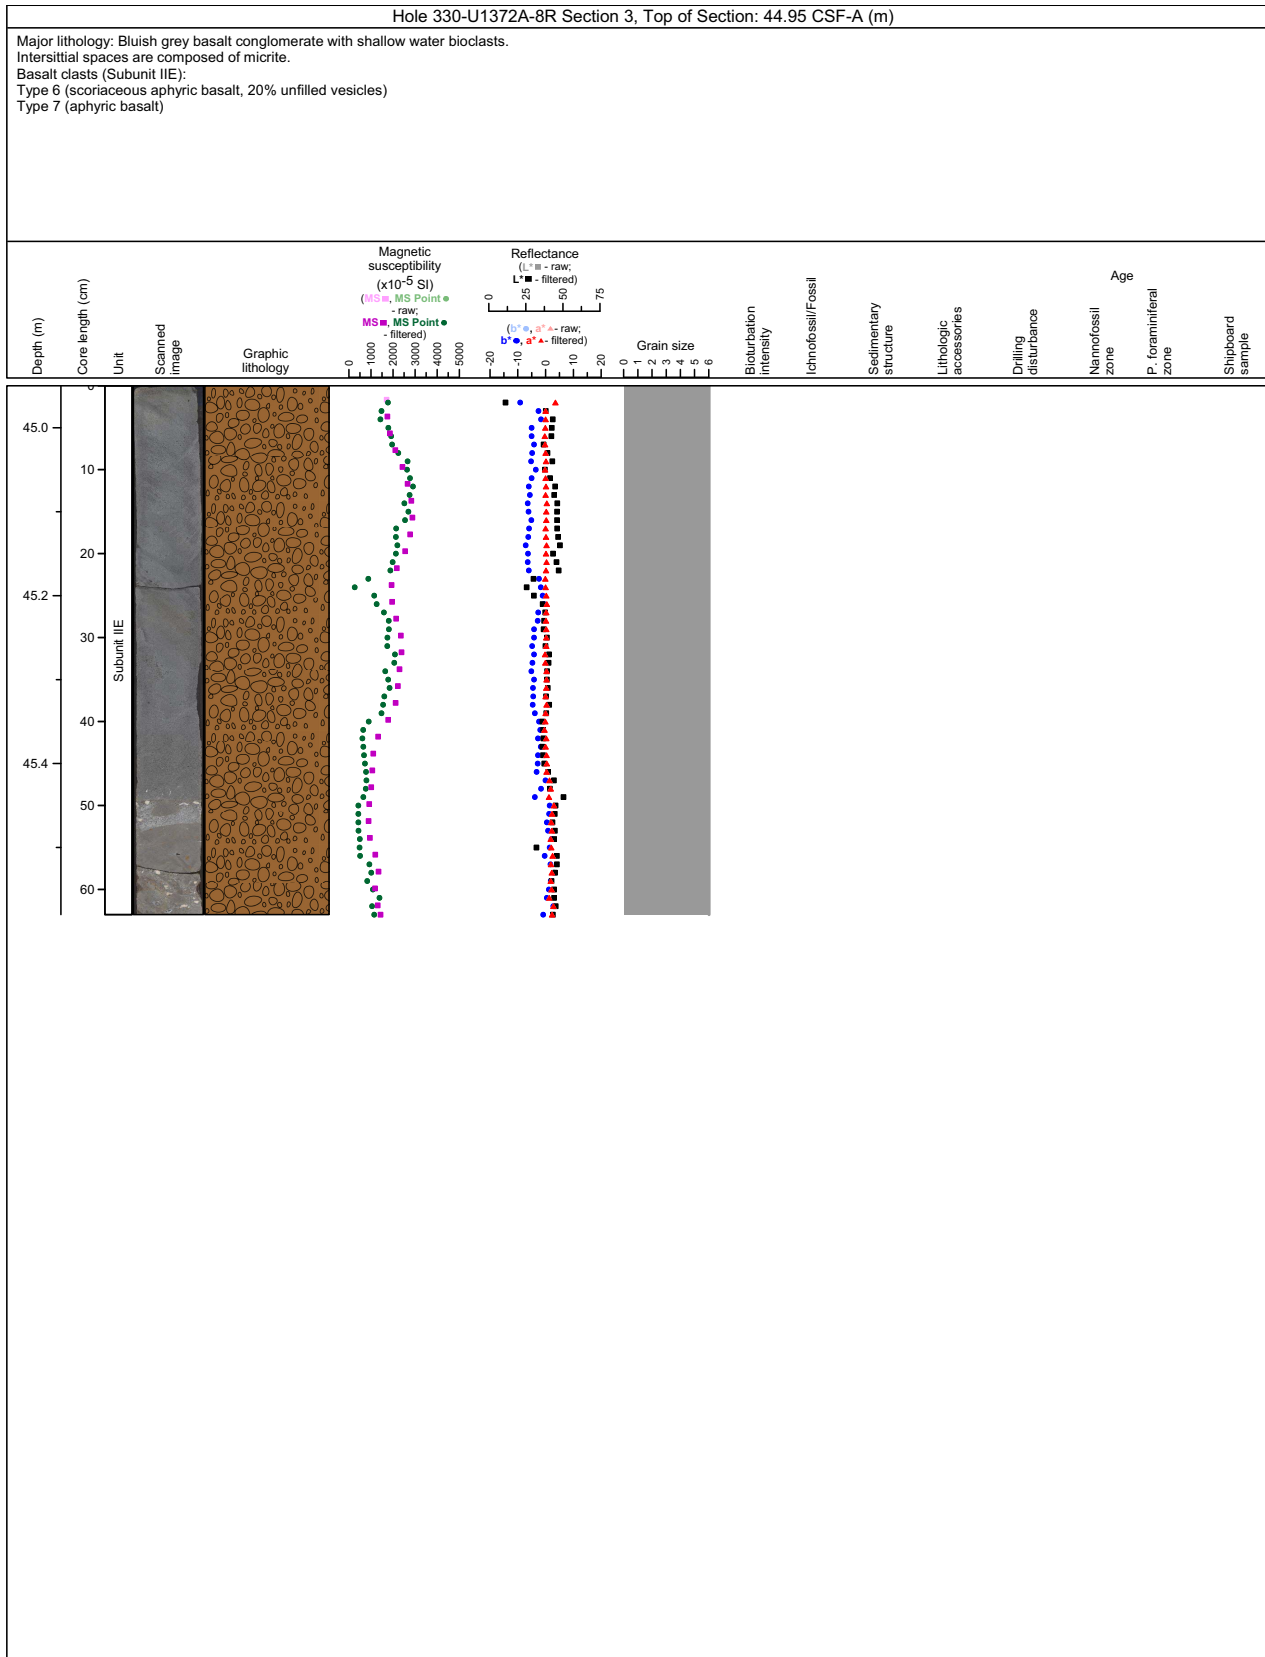 Hole 330-U1372A-8R Section 3, Top of Section: 44.95 CSF-A (m)
Major lithology: Bluish grey basalt conglomerate with shallow water bioclasts.
Intersittial spaces are composed of micrite.
Basalt clasts (Subunit IIE):
Type 6 (scoriaceous aphyric basalt, 20% unfilled vesicles)
Type 7 (aphyric basalt)
Depth (m)
Core length (cm)
Unit
Scanned
image
Graphic
lithology
Magnetic
susceptibility
(x10-5 SI)
(MS■, MS Point●
- raw;
MS■, MS Point●
- filtered)
0 1000 2000 3000 4000 5000
Reflectance
(L*■ - raw;
L*■ - filtered)
0 25 50 75
(b*●, a*▲- raw;
b*●, a*▲- filtered)
-20 -10 0 10 20
Grain size
0 1 2 3 4 5 6
Bioturbation
intensity
Ichnofossil/Fossil
Sedimentary
structure
Lithologic
accessories
Drilling
disturbance
Age
Nannofossil
zone
P. foraminiferal
zone
Shipboard
sample
0
45.0
10
20
45.2
30
Subunit IIE
40
45.4
50
60